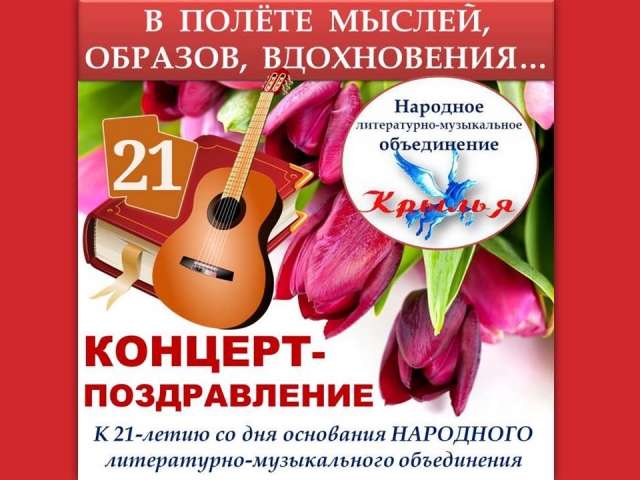 В ПОЛЁТЕ МЫСЛЕЙ,
ОБРАЗОВ, ВДОХНОВЕНИЯ...
21
Народное
литературно-музыкальное
объединение
Крылья
КОНЦЕРТ-
ПОЗДРАВЛЕНИЕ
К 21-летию со дня основания НАРОДНОГО
литературно-музыкального объединения